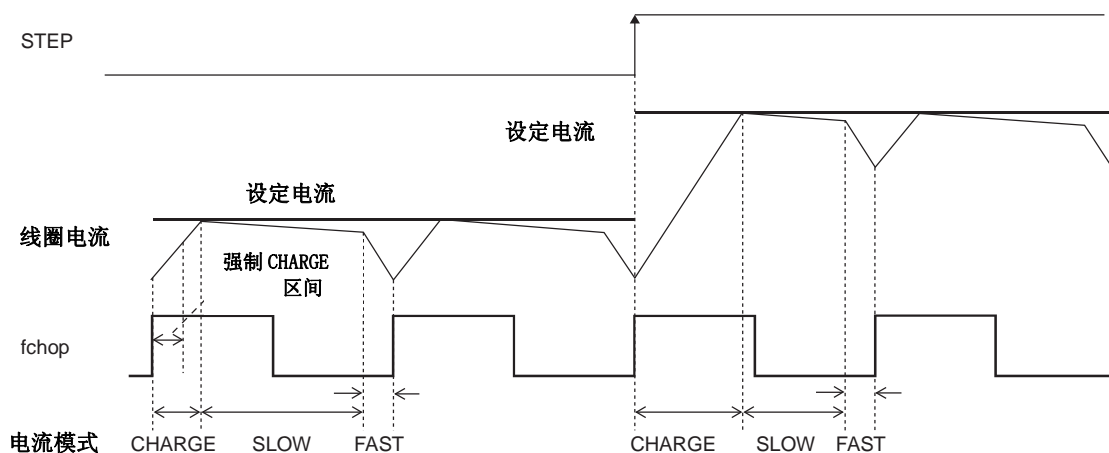 STEP
设定电流
设定电流
线圈电流
强制 CHARGE
区间
fchop
电流模式 CHARGE SLOW FAST CHARGE SLOW FAST